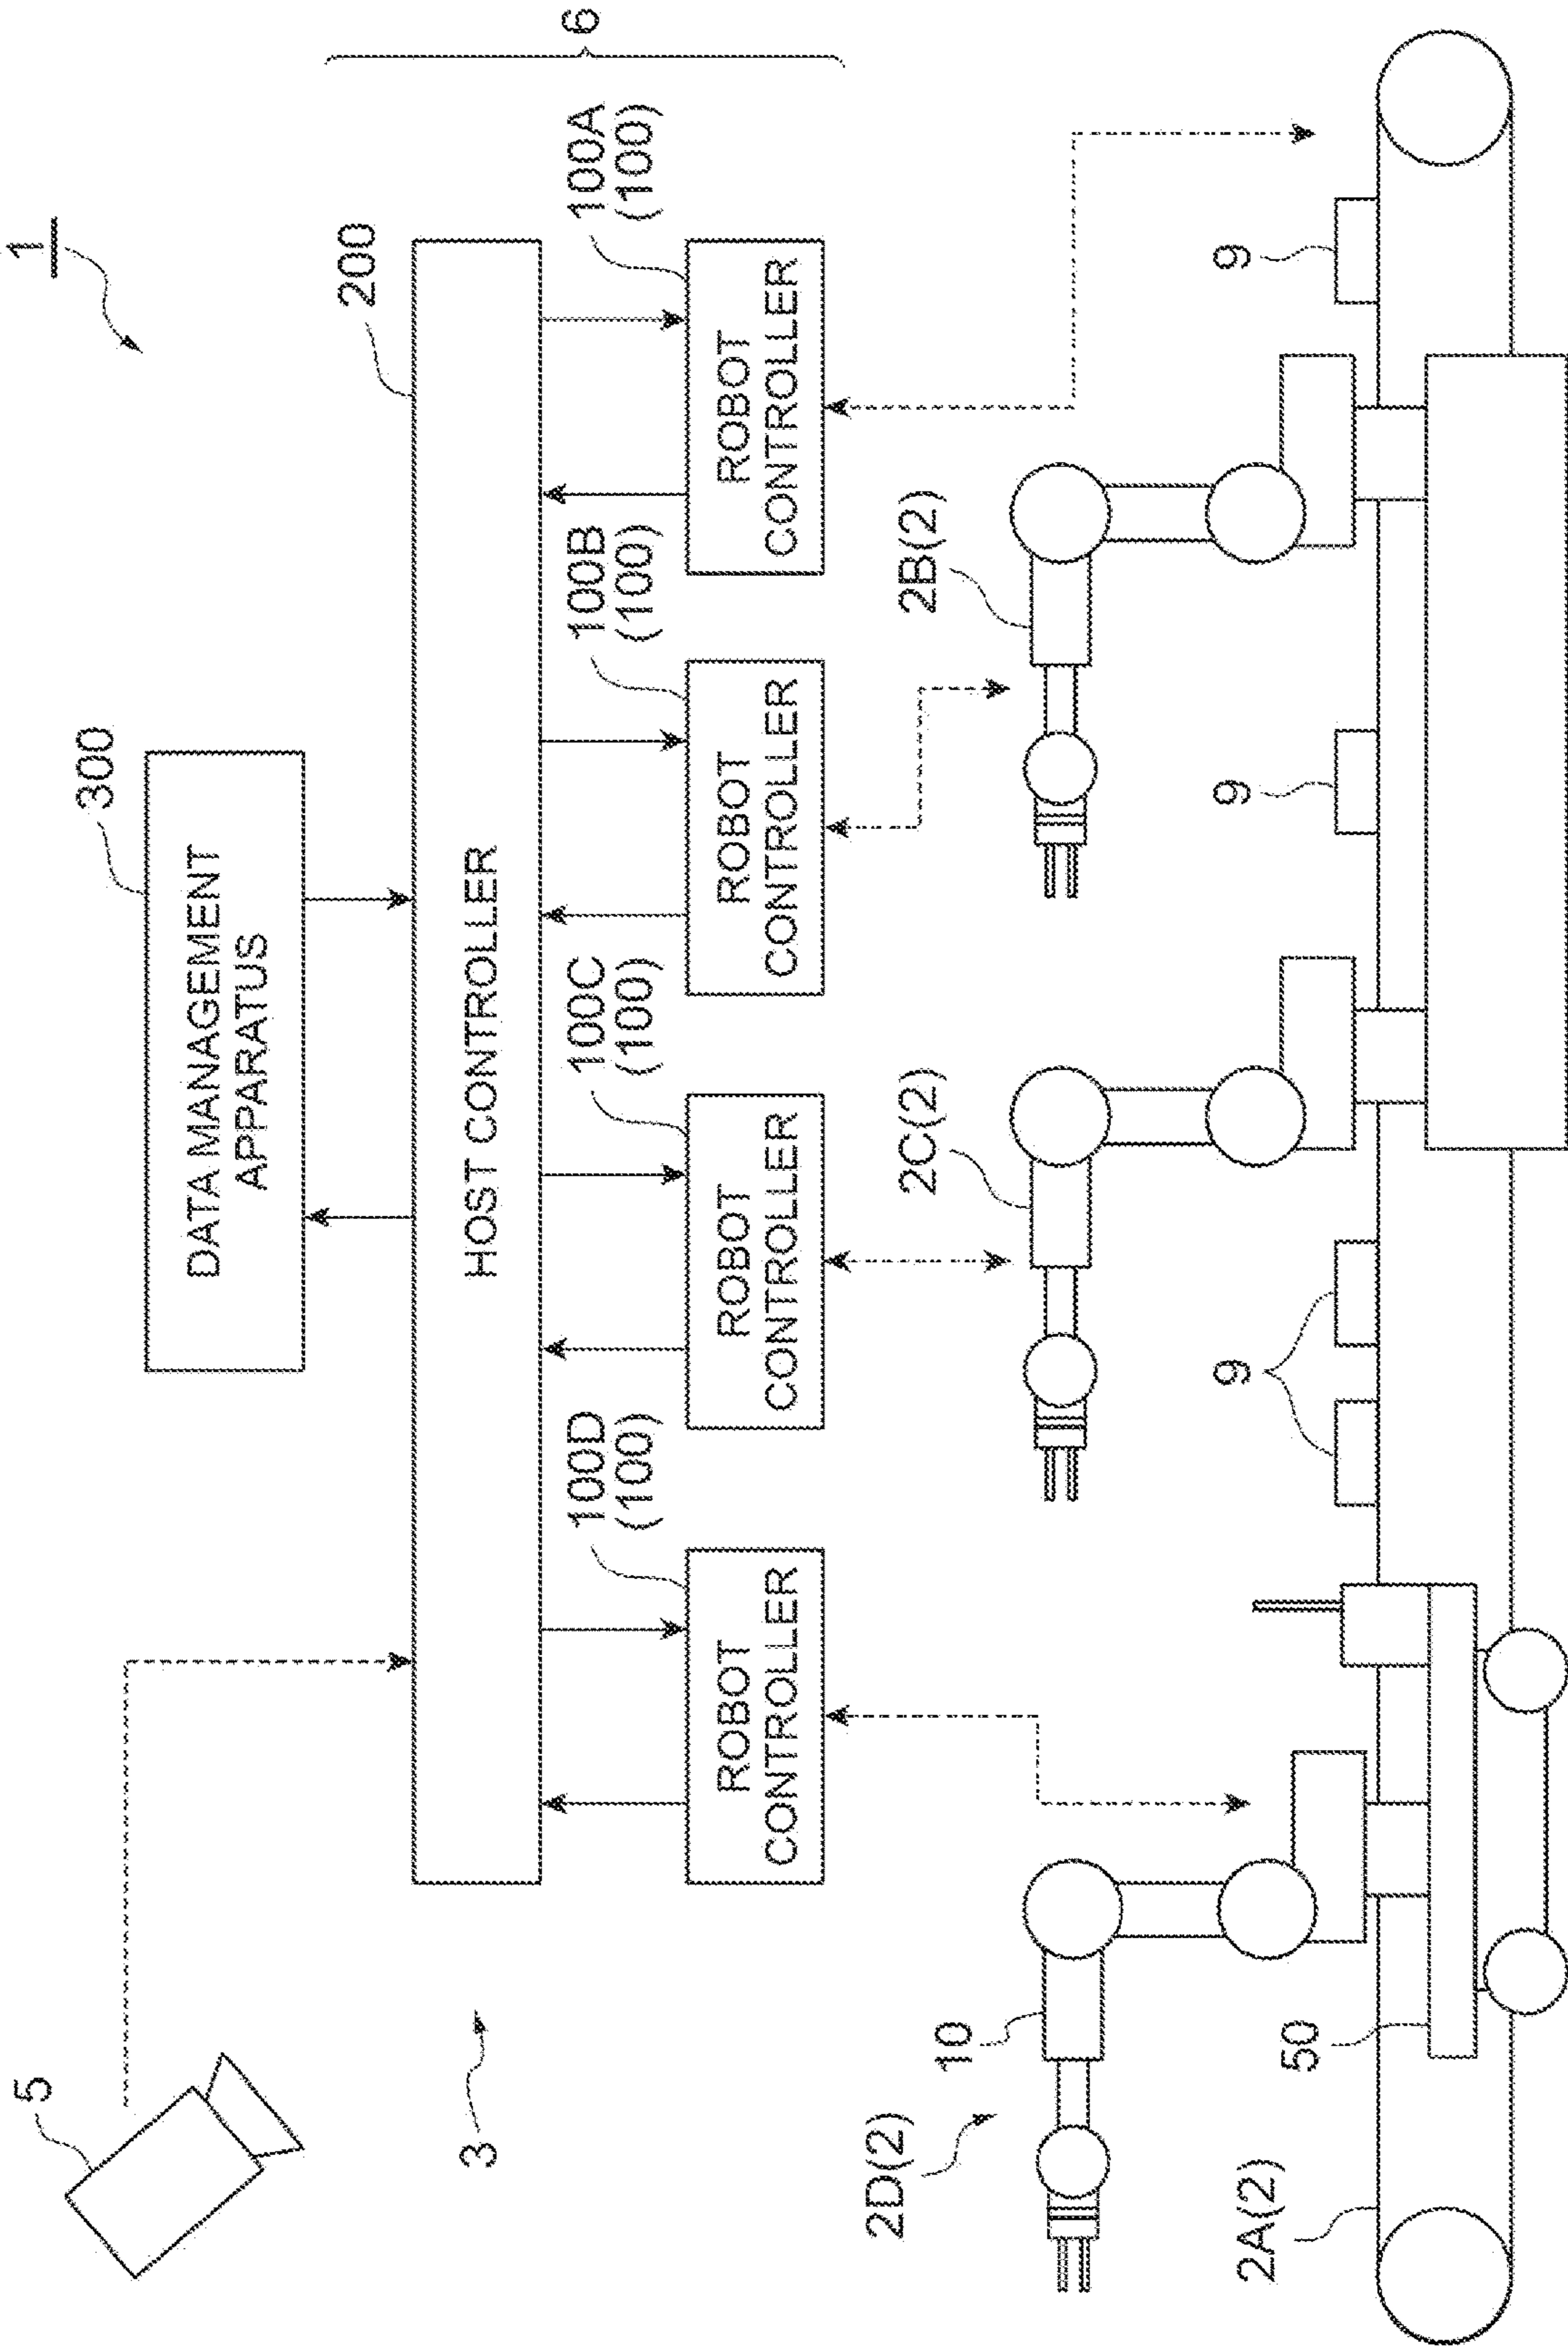 1
5
300
DATA MANAGEMENT
APPARATUS
200
3
HOST CONTROLLER
6
100D
(100)
100C
(100)
100B
(100)
100A
(100)
ROBOT
CONTROLLER
ROBOT
CONTROLLER
ROBOT
CONTROLLER
ROBOT
CONTROLLER
2D(2)
10
2C(2)
2B(2)
2A(2)
50
9
9
9